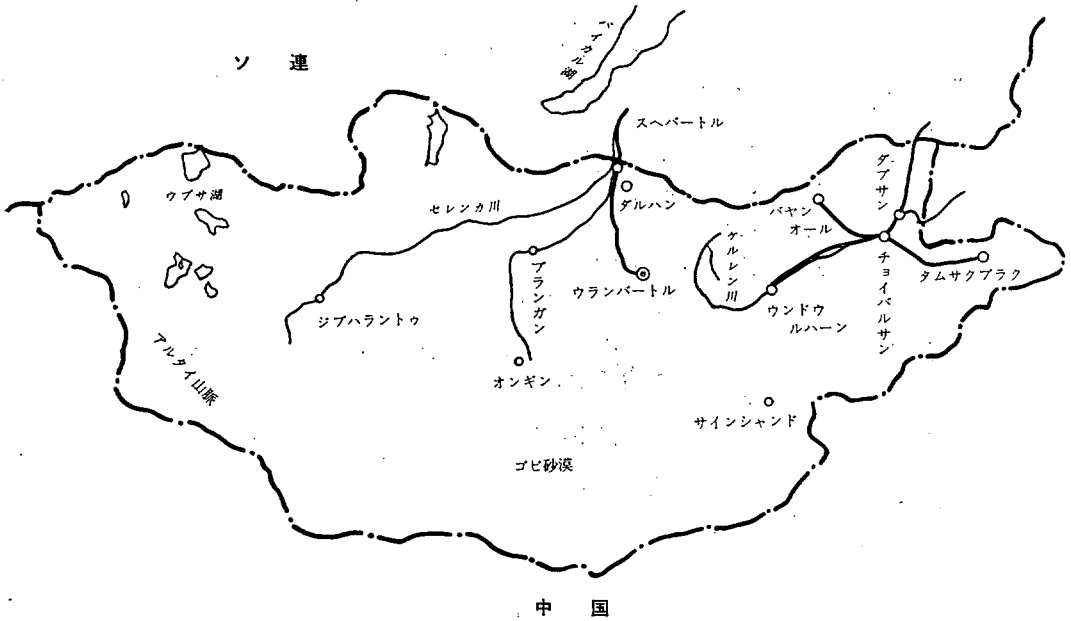 バイカル湖
ソ連
スヘバートル
ウブサ湖
セレンカ川
ダルハン
ダブサン
バヤン
オール
ケルレン川
ブランガン
ウランバートル
チョイバルサン
タムサクブラク
ジブハラントゥ
ウンドウ
ルハーン
アルタイ山脈
オンギン
サインシャンド
ゴビ砂漠
中国